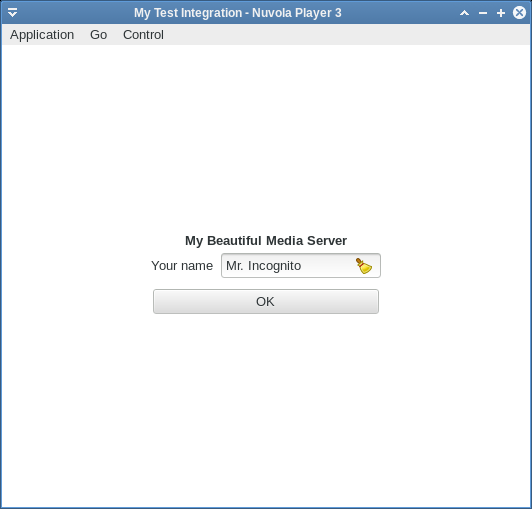 My Test Integration - Nuvola Player 3
Application Go Control
My Beautiful Media Server
Your name Mr. Incognito
OK